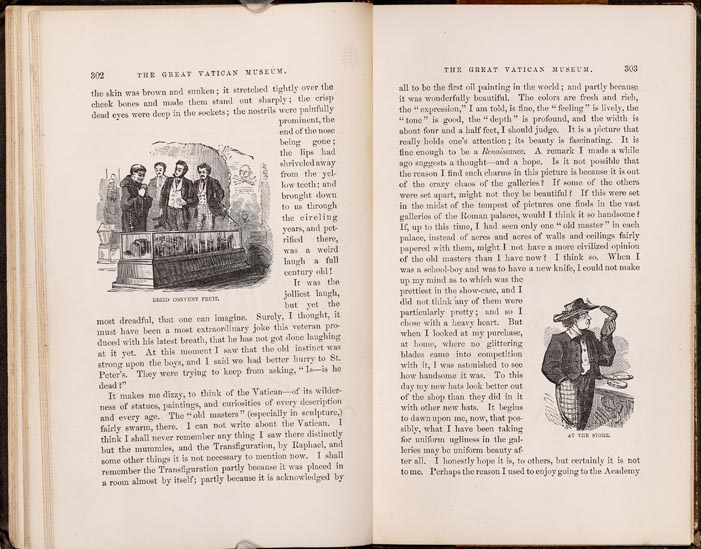 302 THE GREAT VATICAN MUSEUM.
the skin was brown and sunken; it stretched tightly over the
cheek bones and made them stand out sharply; the crisp
dead eyes were deep in the sockets; the nostrils were painfully
prominent, the
end of the nose
being gone;
the lips had
shriveled away
from the yel-
low teeth: and
brought down
to us through
the circling
years, and pet-
rified there,
was a weird
laugh a full
century old!
It was the
jolliest laugh,
but yet the
DRIED CONVENT FRUIT.
most dreadful, that one can imagine. Surely, I thought, it
must have been a most extraordinary joke this veteran pro-
duced with his latest breath, that he has not got done laughing
at it yet. At this moment I saw that the old instinct was
strong upon the boys, and I said we had better hurry to St.
Peter's. They were trying to keep from asking, "Is—is he
dead?"
It makes me dizzy, to think of the Vatican—of its wilder-
ness of statues, paintings, and curiosities of every description
and every age. The "old masters" (especially in sculpture,)
fairly swarm, there. I can not write about the Vatican. I
think I shall never remember any thing I saw there distinctly
but the mummies, and the Transfiguration, by Raphael, and
some other things it is not necessary to mention now. I shall
remember the Transfiguration partly because it was placed in
a room almost by itself; partly because it is acknowledged by
THE GREAT VATICAN MUSEUM. 303
all to be the first oil painting in the world; and partly because
it was wonderfully beautiful. The colors are fresh and rich,
the "expression," I am told, is fine, the "feeling" is lively, the
"tone" is good, the "depth" is profound, and the width is
about four and a half feet, I should judge. It is a picture that
really holds one's attention; its beauty is fascinating. It is
fine enough to be a Renaissance. A remark I made a while
ago suggests a thought—and a hope. Is it not possible that
the reason I find such charms in this picture is because it is out
of the crazy chaos of the galleries? If some of the others
were set apart, might not they be beautiful? If this were set
in the midst of the tempest of pictures one finds in the vast
galleries of the Roman palaces, would I think it so handsome?
If, up to this time, I had seen only one "old master" in each
palace, instead of acres and acres of walls and ceilings fairly
papered with them, might I not have a more civilized opinion
of the old masters than I have now? I think so. When I
was a school-boy and was to have a new knife, I could not make
up my mind as to which was the
prettiest in the show-case, and I
did not think any of them were
particularly pretty; and so I
chose with a heavy heart. But
when I looked at my purchase,
at home, where no glittering
blades came into competition
with it, I was astonished to see
how handsome it was. To this
day my new hats look better out
of the shop than they did in it
with other new hats. It begins
to dawn upon me, now, that pos-
sibly, what I have been taking
for uniform ugliness in the gal-
leries may be uniform beauty af-
AT THE STORE.
ter all. I honestly hope it is, to others, but certainly it is not
to me. Perhaps the reason I used to enjoy going to the Academy